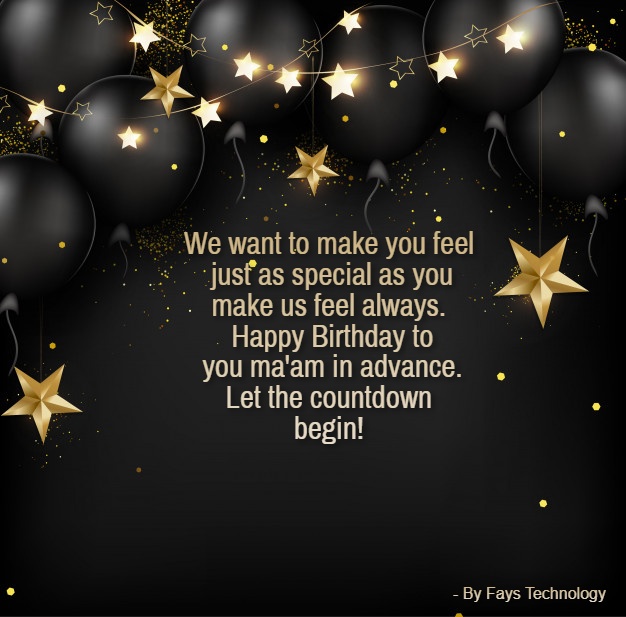 We want to make you feel
just as special as you
make us feel always.
Happy Birthday to
you ma'am in advance.
Let the countdown
begin!
- By Fays Technology